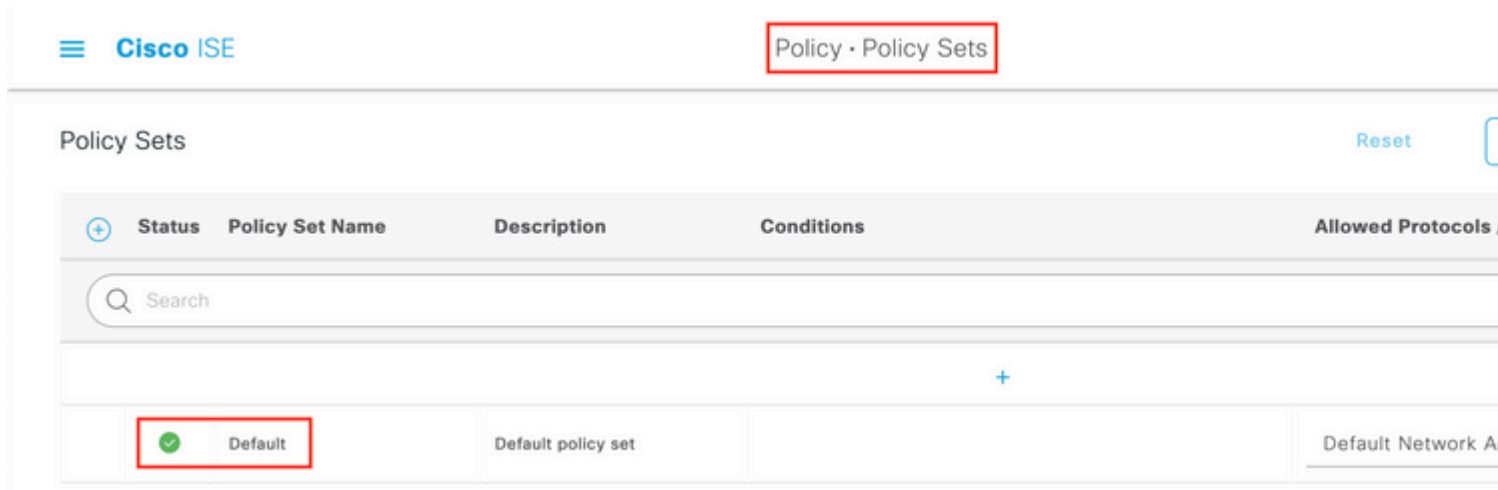 Cisco ISE
Policy · Policy Sets
Policy Sets
Reset
Status Policy Set Name Description Conditions Allowed Protocols
Search
+
Default Default policy set Default Network